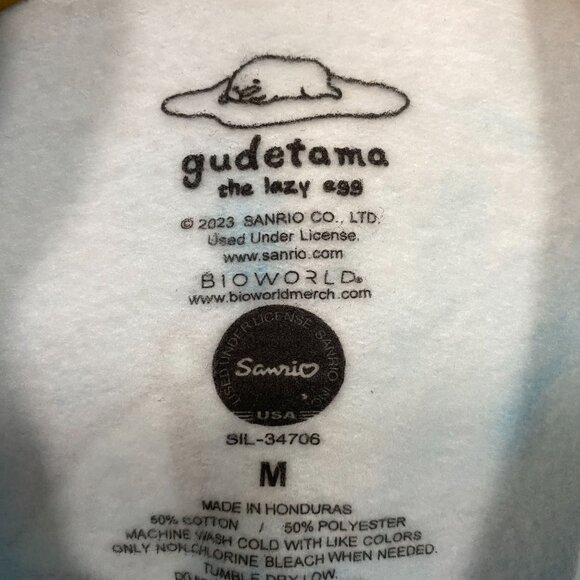 gudetama
the lazy egg
© 2023 SANRIO CO., LTD.
Used Under License.
www.sanrio.com
BIOWORLD®
www.bioworldmerch.com
USED UNDER LICENSE SANRIO, INC.
Sanrio
USA
SIL-34706
M
MADE IN HONDURAS
50% COTTON / 50% POLYESTER
MACHINE WASH COLD WITH LIKE COLORS
ONLY NON-CHLORINE BLEACH WHEN NEEDED.
TUMBLE DRY LOW.